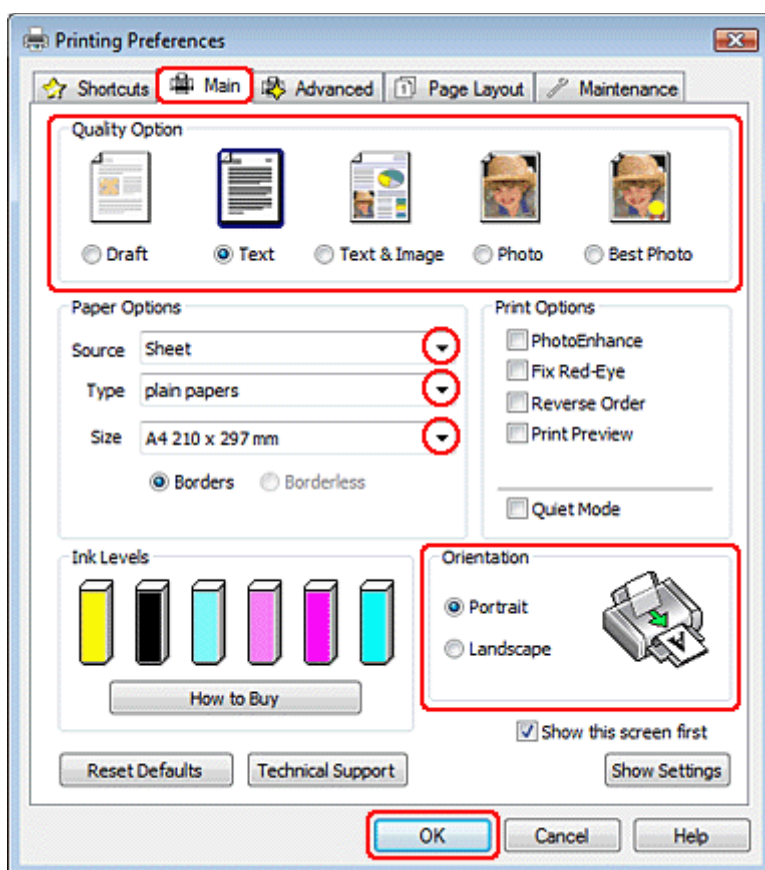 Printing Preferences
Shortcuts Main Advanced Page Layout Maintenance
Quality Option
Draft Text Text & Image Photo Best Photo
Paper Options
Source Sheet
Type plain papers
Size A4 210 x 297 mm
Borders Borderless
Print Options
PhotoEnhance
Fix Red-Eye
Reverse Order
Print Preview
Quiet Mode
Ink Levels
How to Buy
Orientation
Portrait
Landscape
Show this screen first
Reset Defaults Technical Support Show Settings
OK Cancel Help